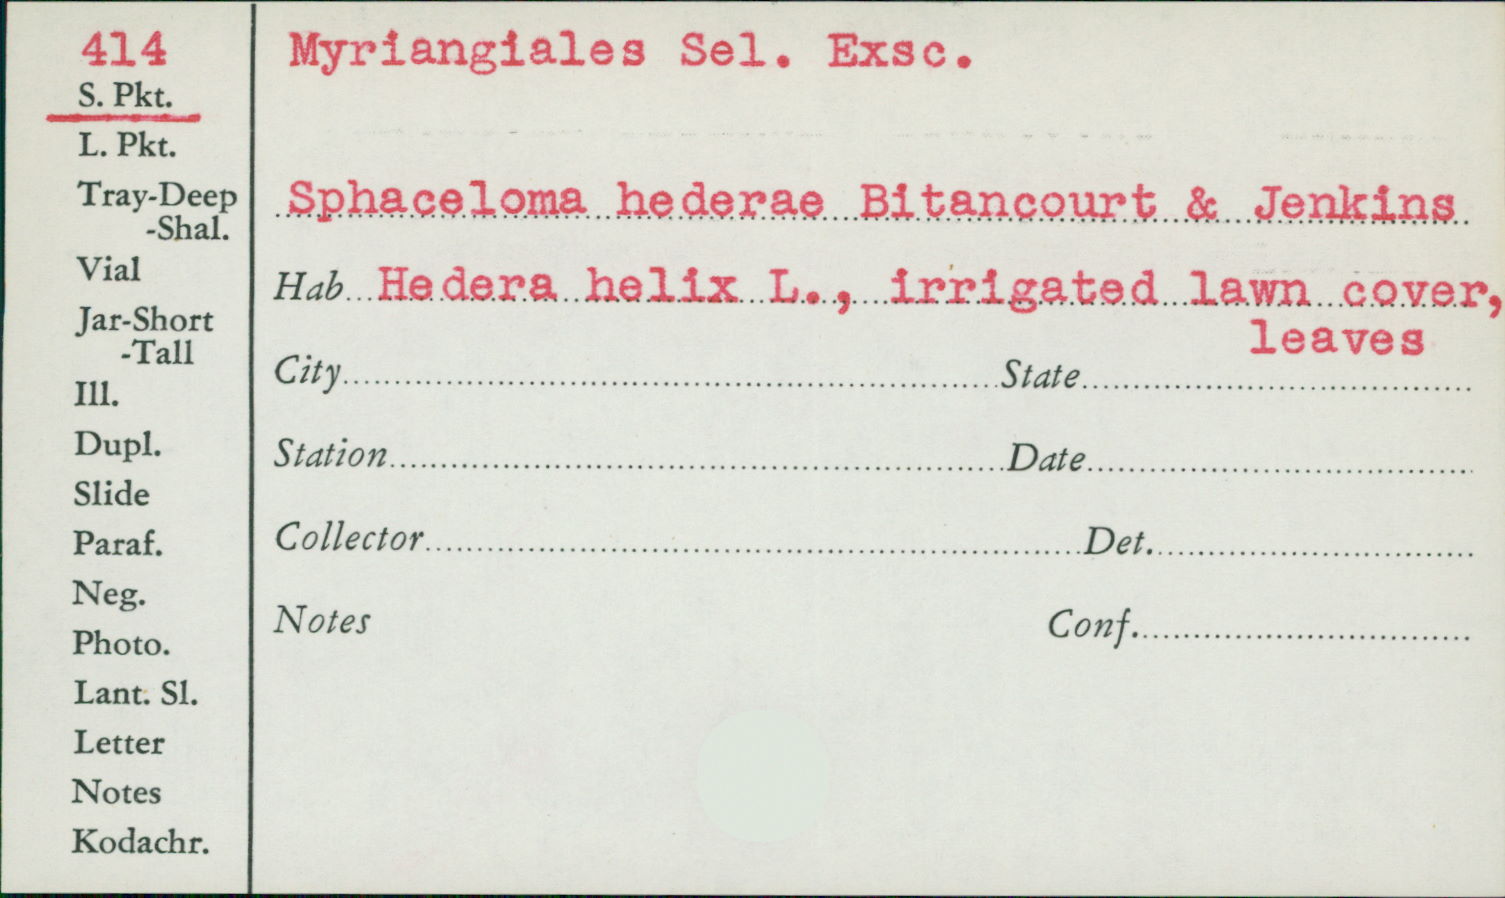 414
S. Pkt.
L. Pkt.
Tray-Deep
-Shal.
Vial
Jar-Short
-Tall
Ill.
Dupl.
Slide
Paraf.
Neg.
Photo.
Lant. Sl.
Letter
Notes
Kodachr.
Myriangiales Sel. Exsc.
Sphaceloma hederae Bitancourt & Jenkins
Hab Hedera helix L., irrigated lawn cover,
leaves
City State
Station Date
Collector Det.
Notes Conf.